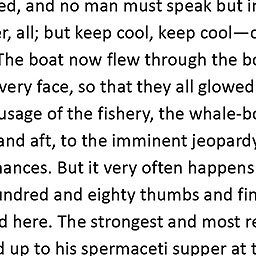 ed, and no man must speak but in
r, all; but keep cool, keep cool—c
The boat now flew through the bo
very face, so that they all glowed
usage of the fishery, the whale-bo
and aft, to the imminent jeopardy
hances. But it very often happens
undred and eighty thumbs and fin
d here. The strongest and most re
d up to his spermaceti supper at t